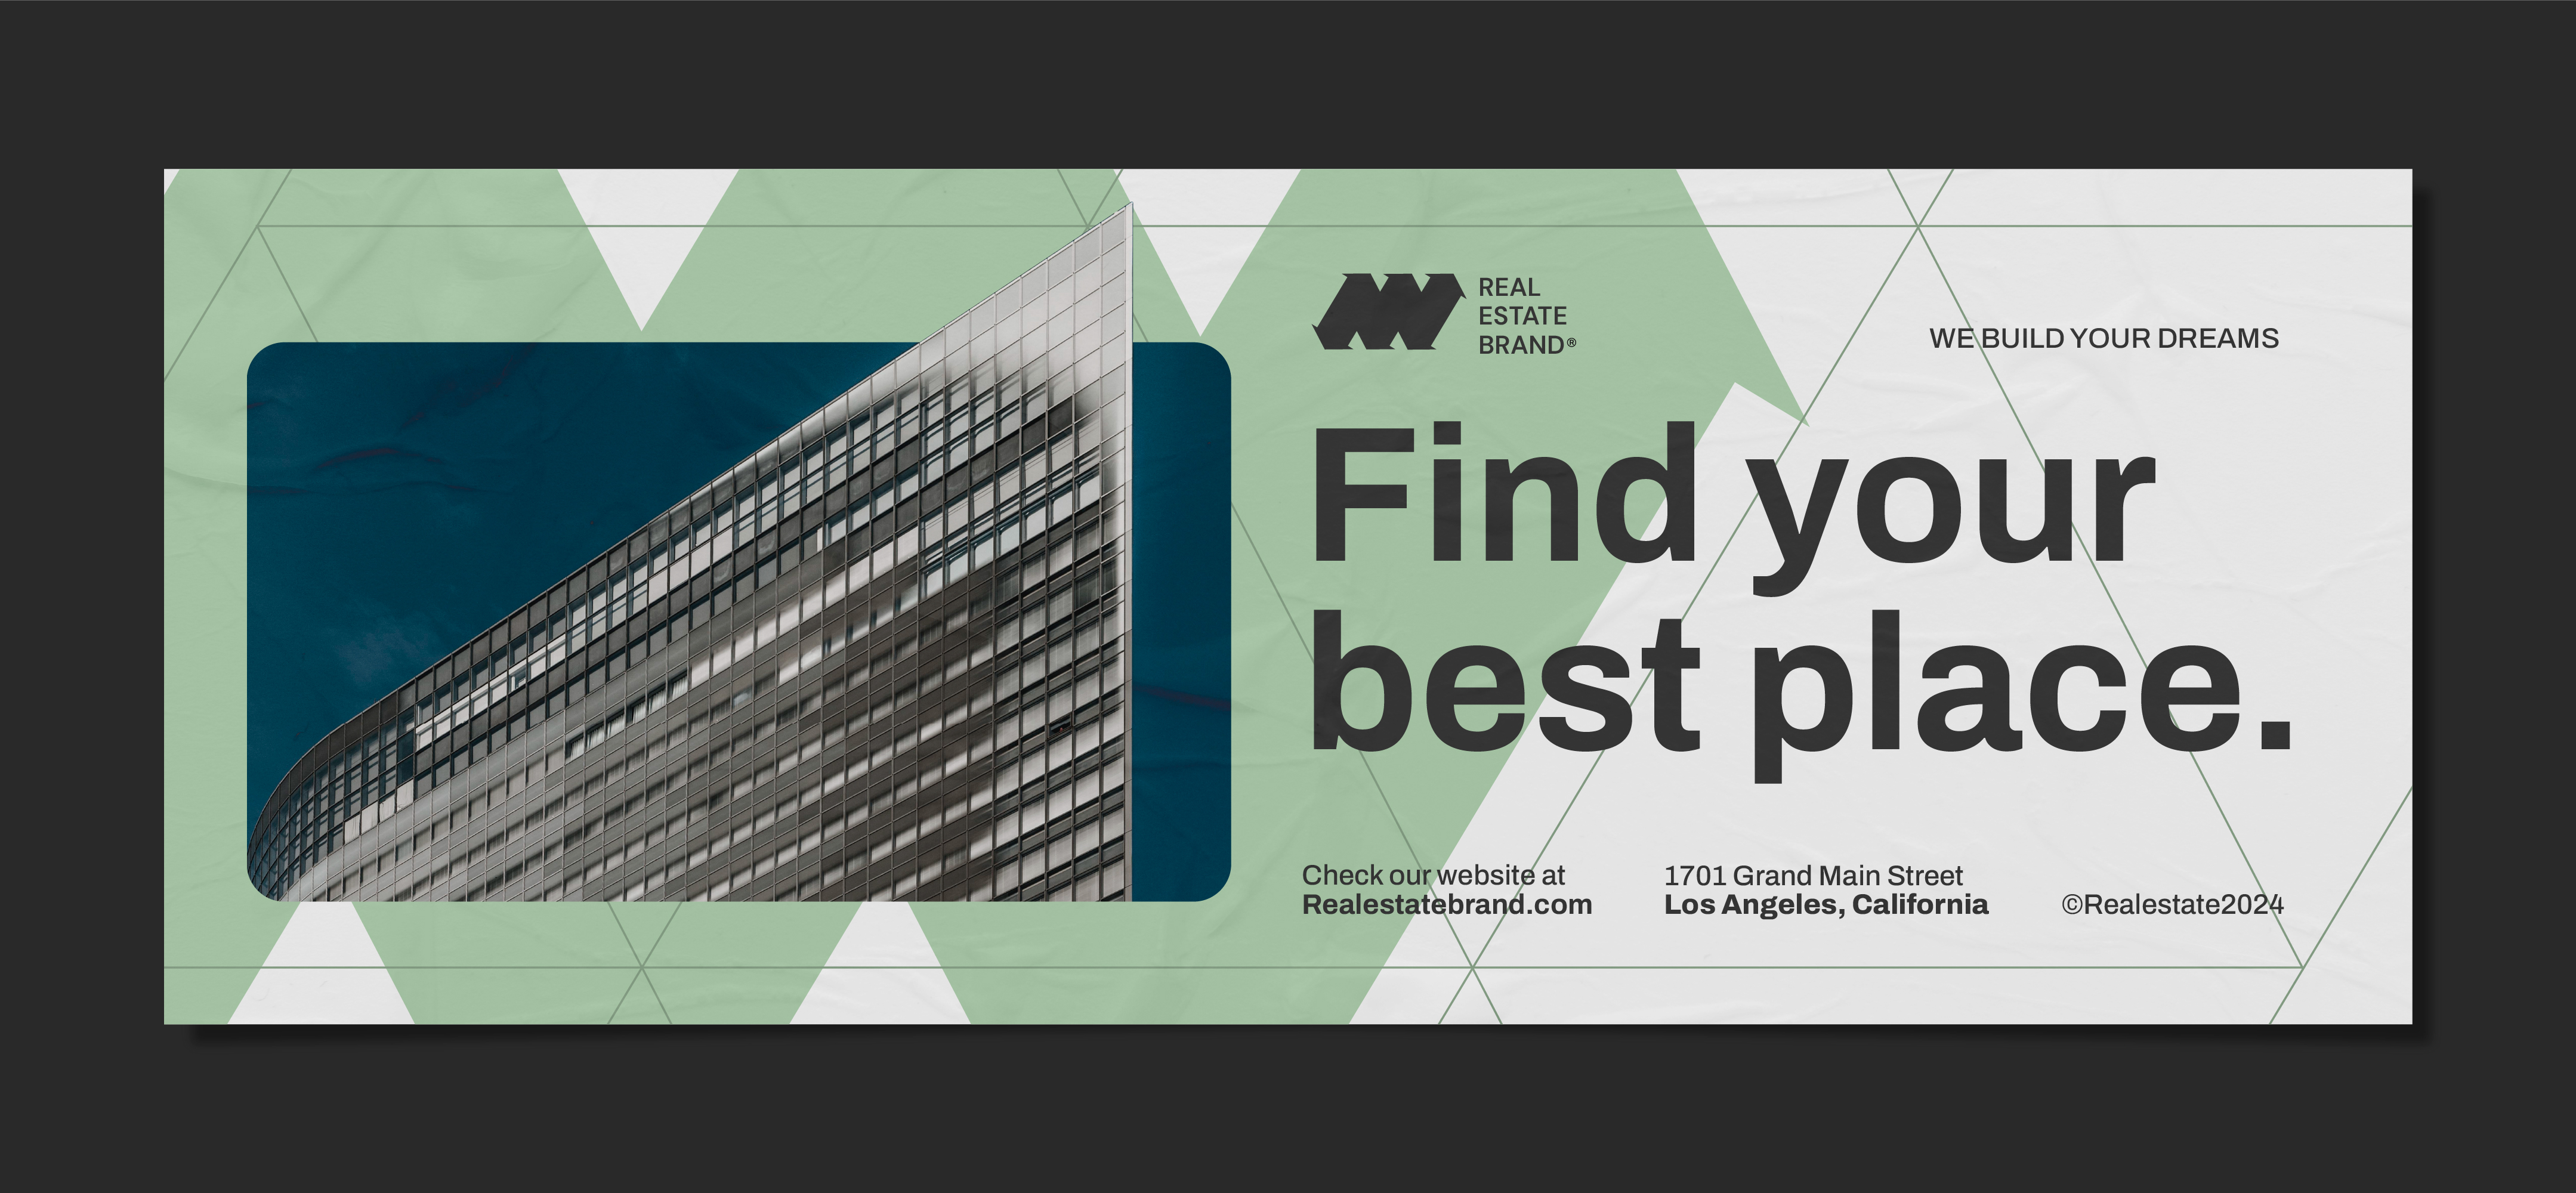 REAL
ESTATE
BRAND®
WE BUILD YOUR DREAMS
Find your
best place.
Check our website at
Realestatebrand.com
1701 Grand Main Street
Los Angeles, California
©Realestate2024